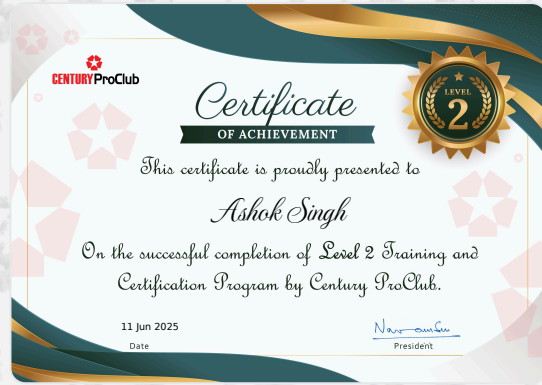 CENTURY ProClub
Certificate
OF ACHIEVEMENT
LEVEL
2
This certificate is proudly presented to
Ashok Singh
On the successful completion of Level 2 Training and
Certification Program by Century ProClub.
11 Jun 2025
Date
President